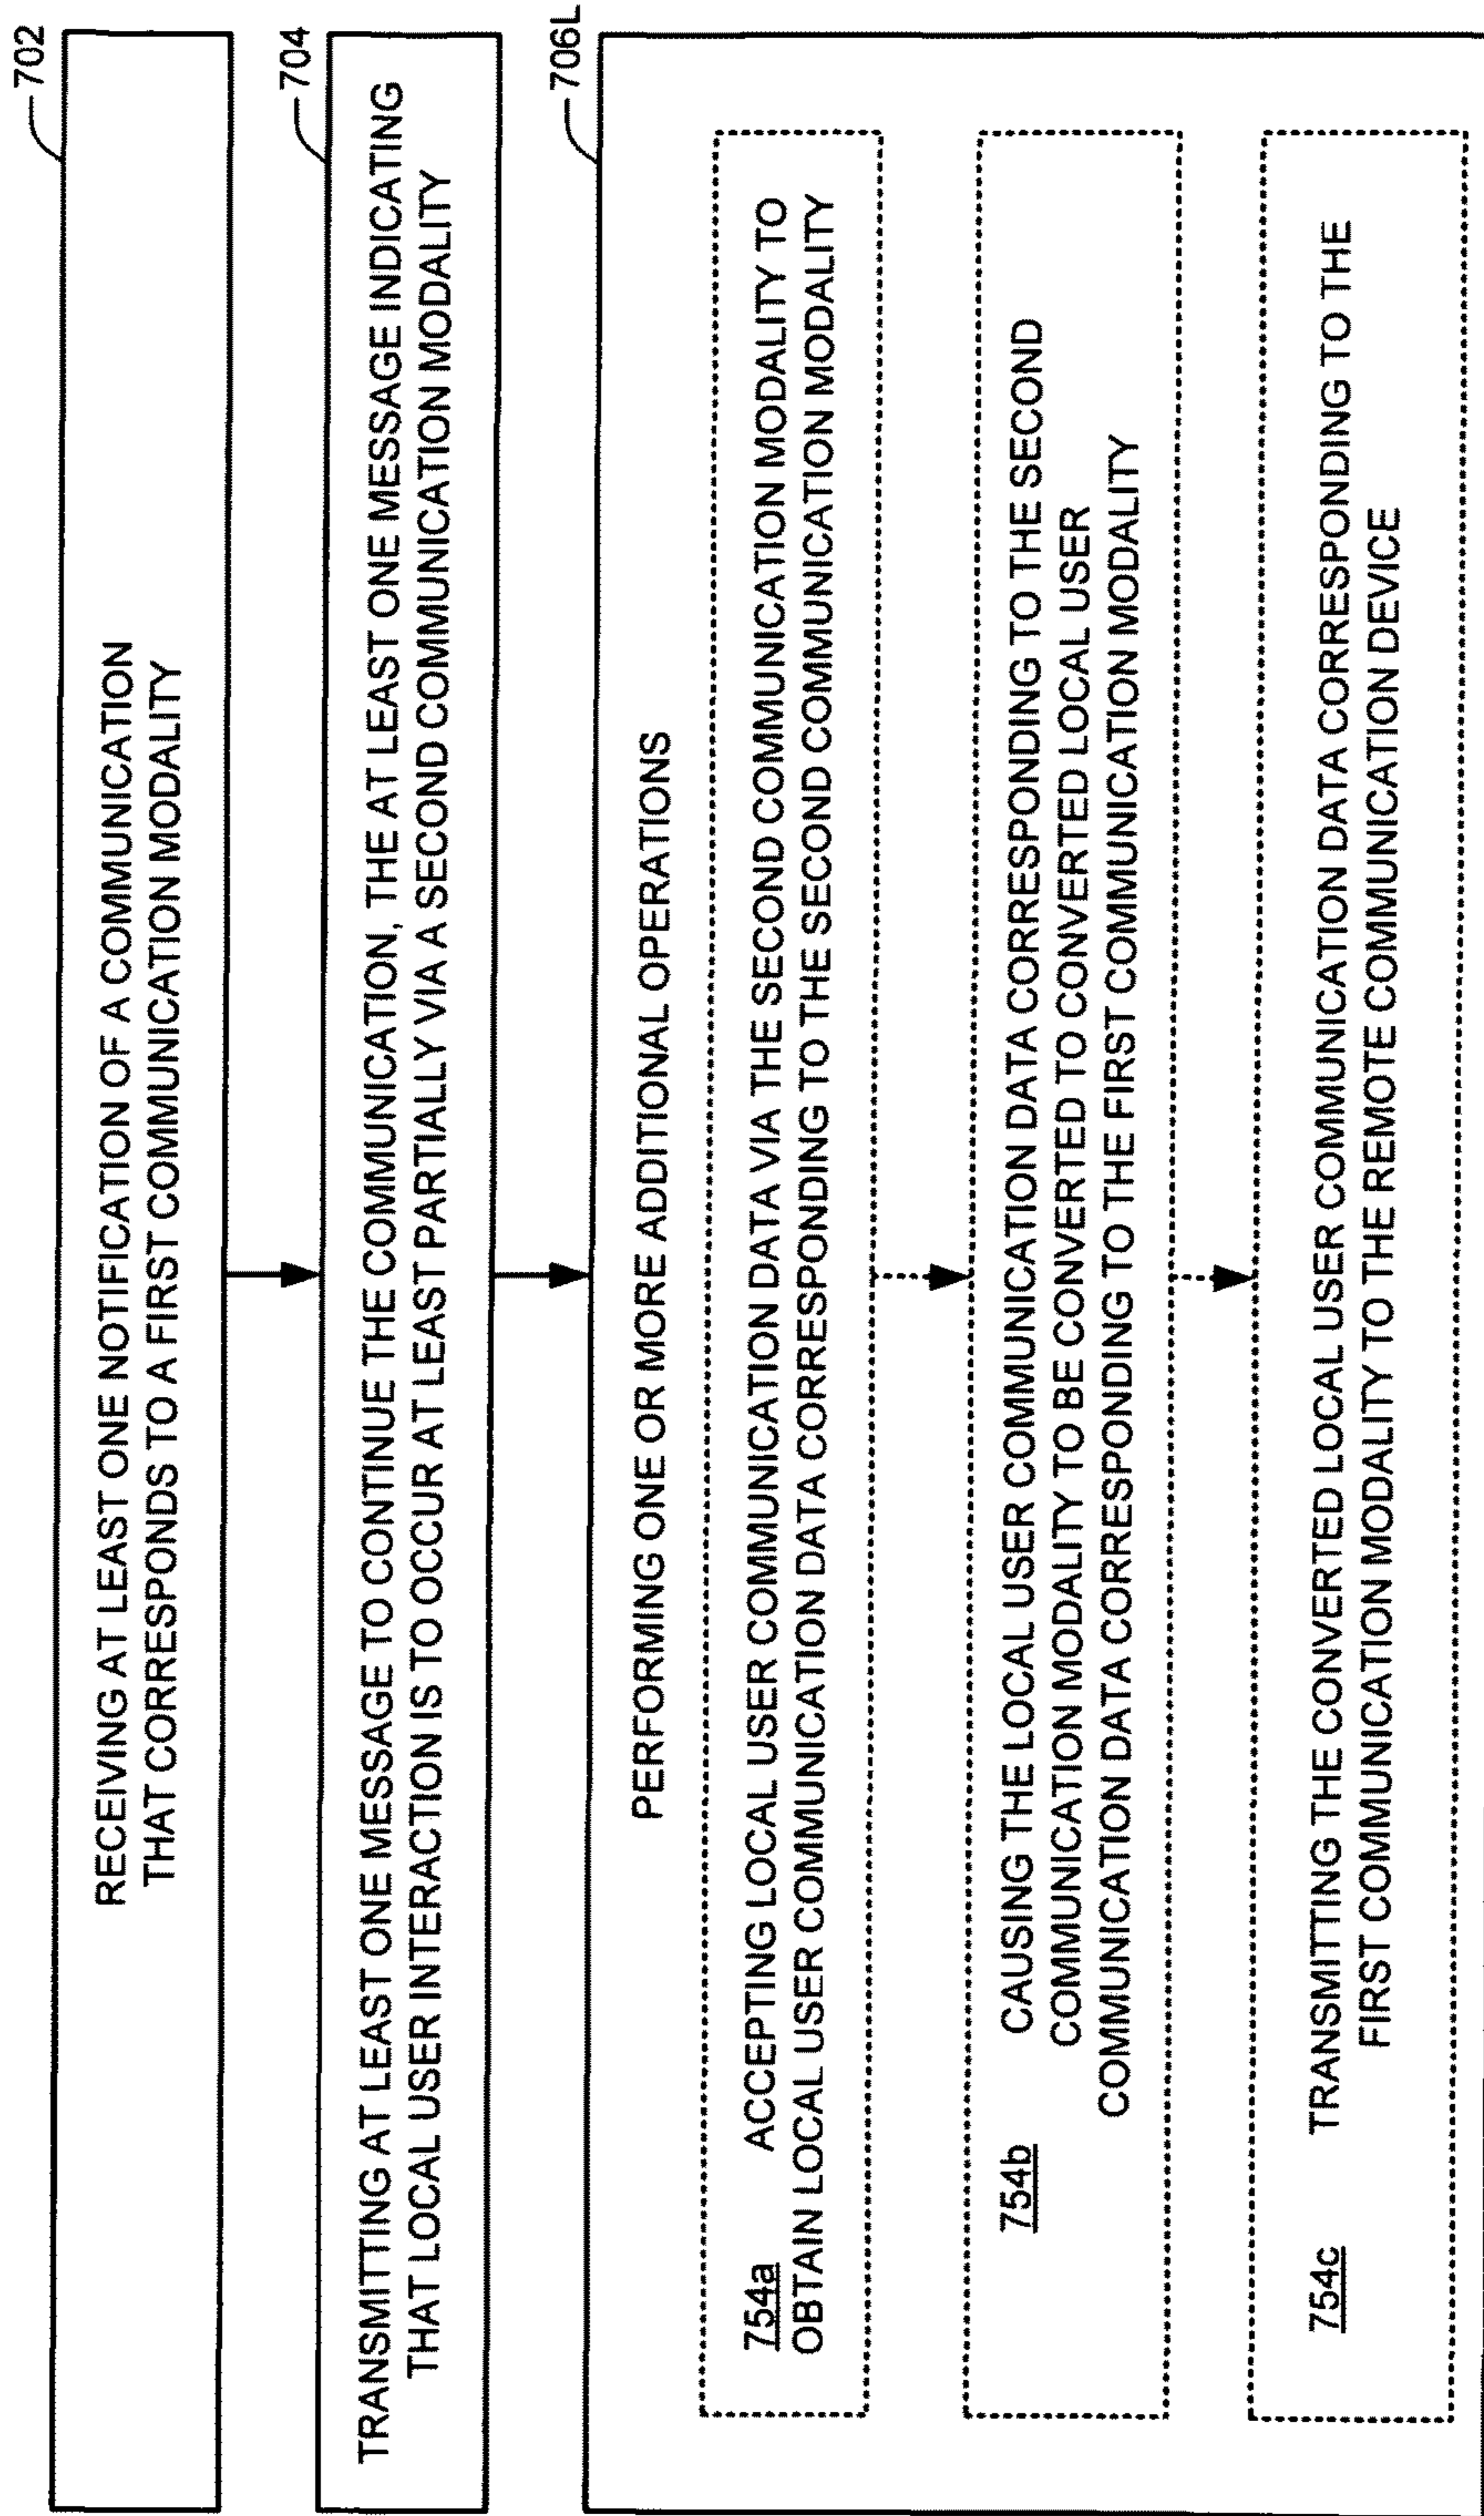 702
RECEIVING AT LEAST ONE NOTIFICATION OF A COMMUNICATION
THAT CORRESPONDS TO A FIRST COMMUNICATION MODALITY
704
TRANSMITTING AT LEAST ONE MESSAGE TO CONTINUE THE COMMUNICATION, THE AT LEAST ONE MESSAGE INDICATING
THAT LOCAL USER INTERACTION IS TO OCCUR AT LEAST PARTIALLY VIA A SECOND COMMUNICATION MODALITY
706L
PERFORMING ONE OR MORE ADDITIONAL OPERATIONS
754a ACCEPTING LOCAL USER COMMUNICATION DATA VIA THE SECOND COMMUNICATION MODALITY TO
OBTAIN LOCAL USER COMMUNICATION DATA CORRESPONDING TO THE SECOND COMMUNICATION MODALITY
754b CAUSING THE LOCAL USER COMMUNICATION DATA CORRESPONDING TO THE SECOND
COMMUNICATION MODALITY TO BE CONVERTED TO CONVERTED LOCAL USER
COMMUNICATION DATA CORRESPONDING TO THE FIRST COMMUNICATION MODALITY
754c TRANSMITTING THE CONVERTED LOCAL USER COMMUNICATION DATA CORRESPONDING TO THE
FIRST COMMUNICATION MODALITY TO THE REMOTE COMMUNICATION DEVICE